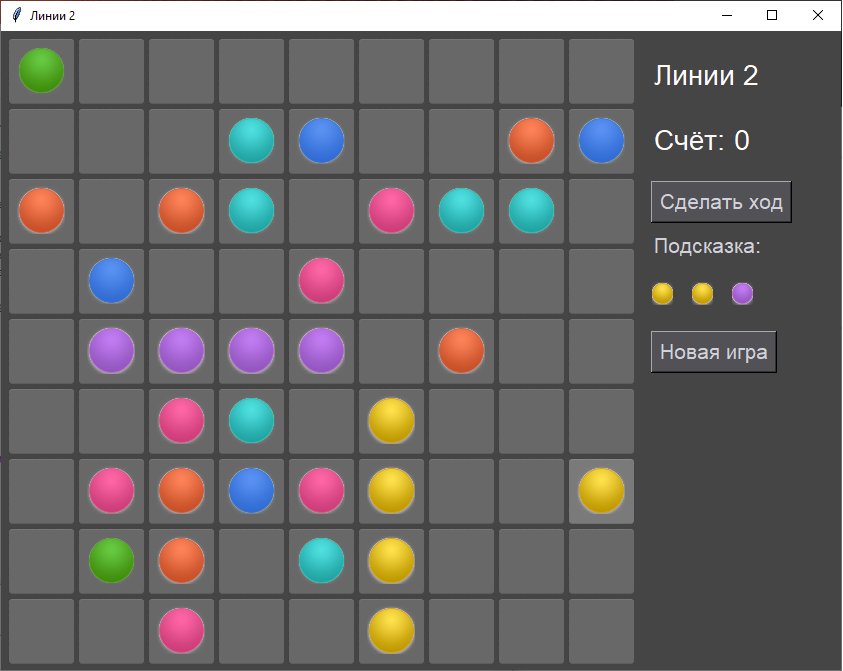 Линии 2
Линии 2
Счёт: 0
Сделать ход
Подсказка:
Новая игра